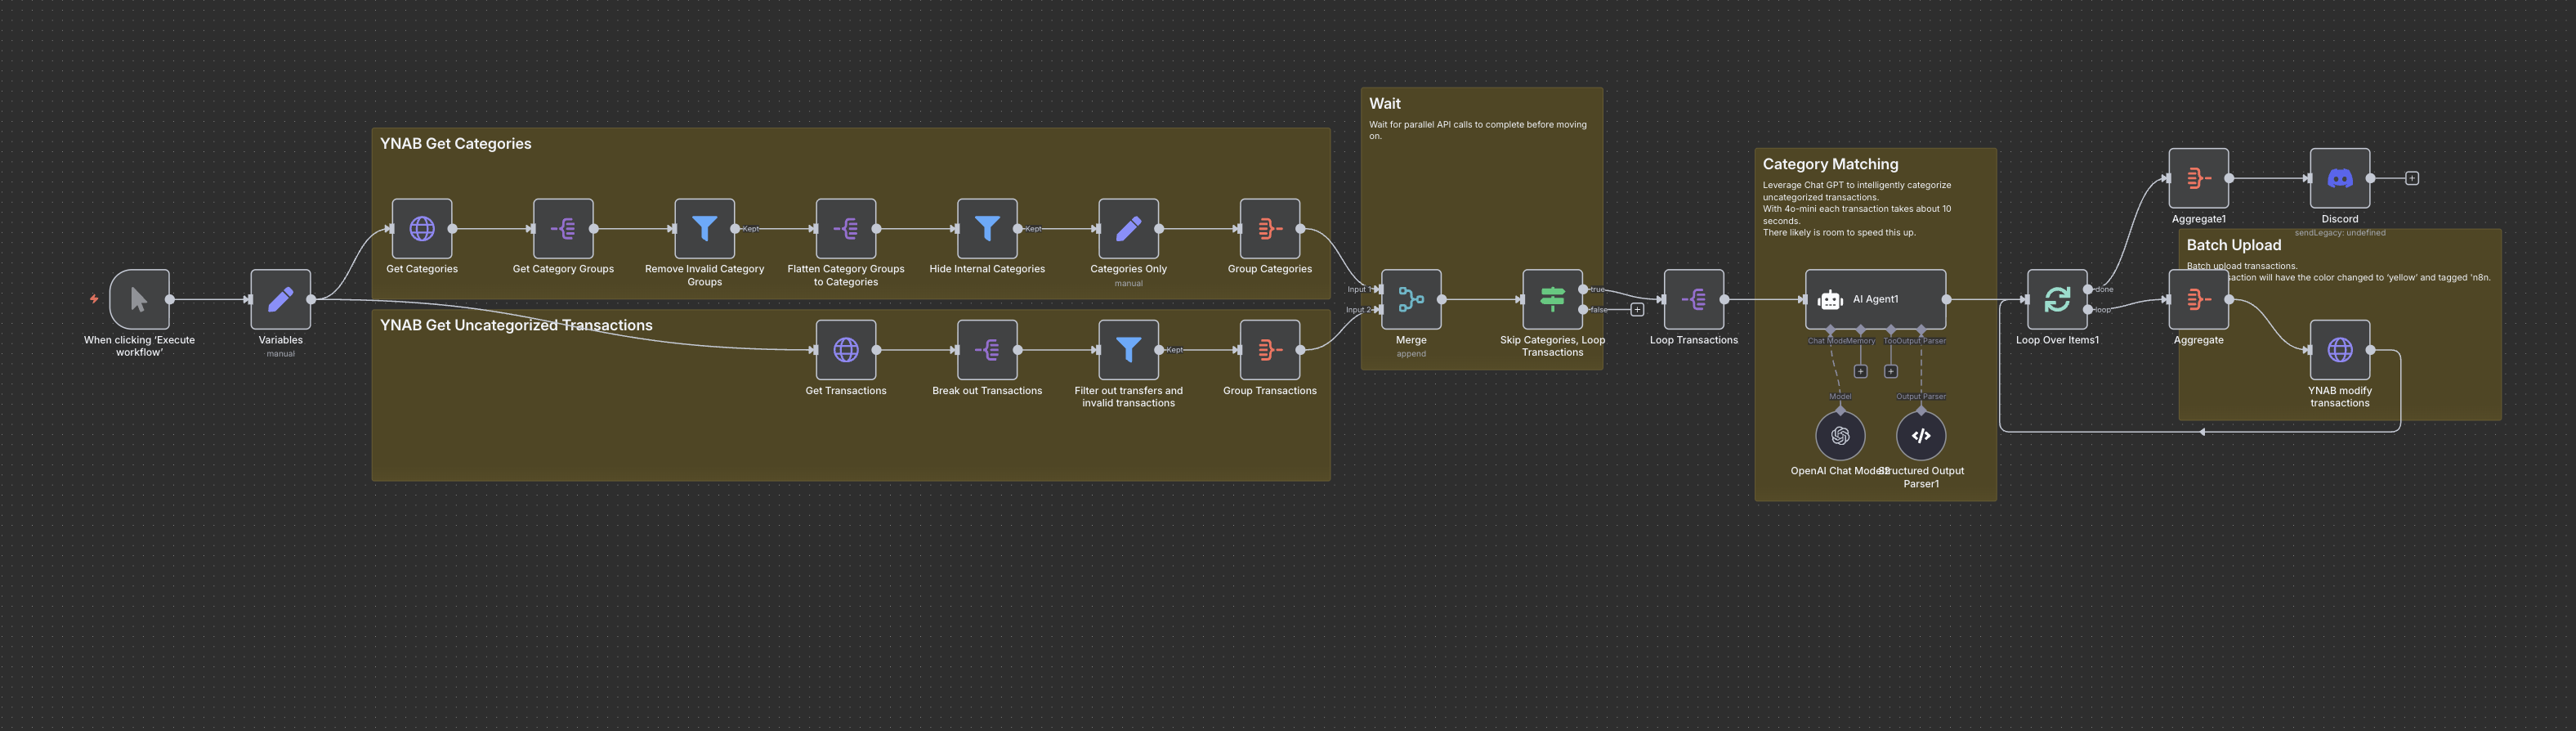 When clicking ‘Execute
workflow’
Variables
manual
YNAB Get Categories
Get Categories
Get Category Groups
Remove Invalid Category
Groups
Kept
Flatten Category Groups
to Categories
Hide Internal Categories
Kept
Categories Only
manual
Group Categories
YNAB Get Uncategorized Transactions
Get Transactions
Break out Transactions
Filter out transfers and
invalid transactions
Kept
Group Transactions
Wait
Wait for parallel API calls to complete before moving
on.
Input 1
Input 2
Merge
append
Skip Categories, Loop
Transactions
true
false
Loop Transactions
Category Matching
Leverage Chat GPT to intelligently categorize
uncategorized transactions.
With 4o-mini each transaction takes about 10
seconds.
There likely is room to speed this up.
AI Agent1
Chat Mode
Memory
Too
Output Parser
Model
Output Parser
OpenAI Chat Model
Structured Output
Parser1
Loop Over Items1
done
loop
Aggregate1
Discord
sendLegacy: undefined
Batch Upload
Batch upload transactions.
saction will have the color changed to 'yellow' and tagged 'n8n.
Aggregate
YNAB modify
transactions